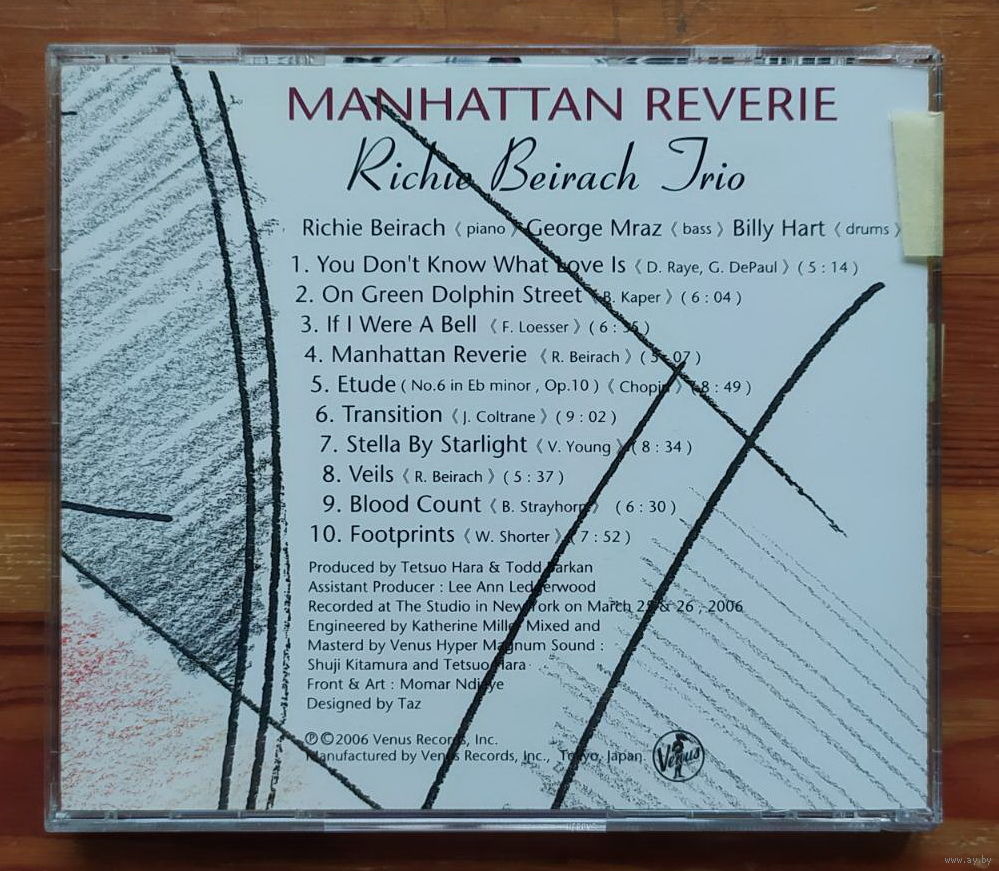 MANHATTAN REVERIE
Richie Beirach Trio
Richie Beirach 《 piano 》 George Mraz 《 bass 》 Billy Hart 《 drums 》
1. You Don't Know What Love Is 《 D. Raye, G. DePaul 》 ( 5 : 14 )
2. On Green Dolphin Street 《 B. Kaper 》 ( 6 : 04 )
3. If I Were A Bell 《 F. Loesser 》 ( 6 : )
4. Manhattan Reverie 《 R. Beirach 》 ( : 07 )
5. Etude ( No.6 in Eb minor , Op.10 ) 《 Chopin 》 ( 8 : 49 )
6. Transition 《 J. Coltrane 》 ( 9 : 02 )
7. Stella By Starlight 《 V. Young 》 ( 8 : 34 )
8. Veils 《 R. Beirach 》 ( 5 : 37 )
9. Blood Count 《 B. Strayhorn 》 ( 6 : 30 )
10. Footprints 《 W. Shorter 》 ( 7 : 52 )
Produced by Tetsuo Hara & Todd Barkan
Assistant Producer : Lee Ann Ledgerwood
Recorded at The Studio in New York on March & 26 , 2006
Engineered by Katherine Miller Mixed and
Masterd by Venus Hyper Magnum Sound :
Shuji Kitamura and Tetsuo Hara
Front & Art : Momar Ndiaye
Designed by Taz
℗©2006 Venus Records, Inc.
Manufactured by Venus Records, Inc., Tokyo, Japan.
Venus
www.ay.by